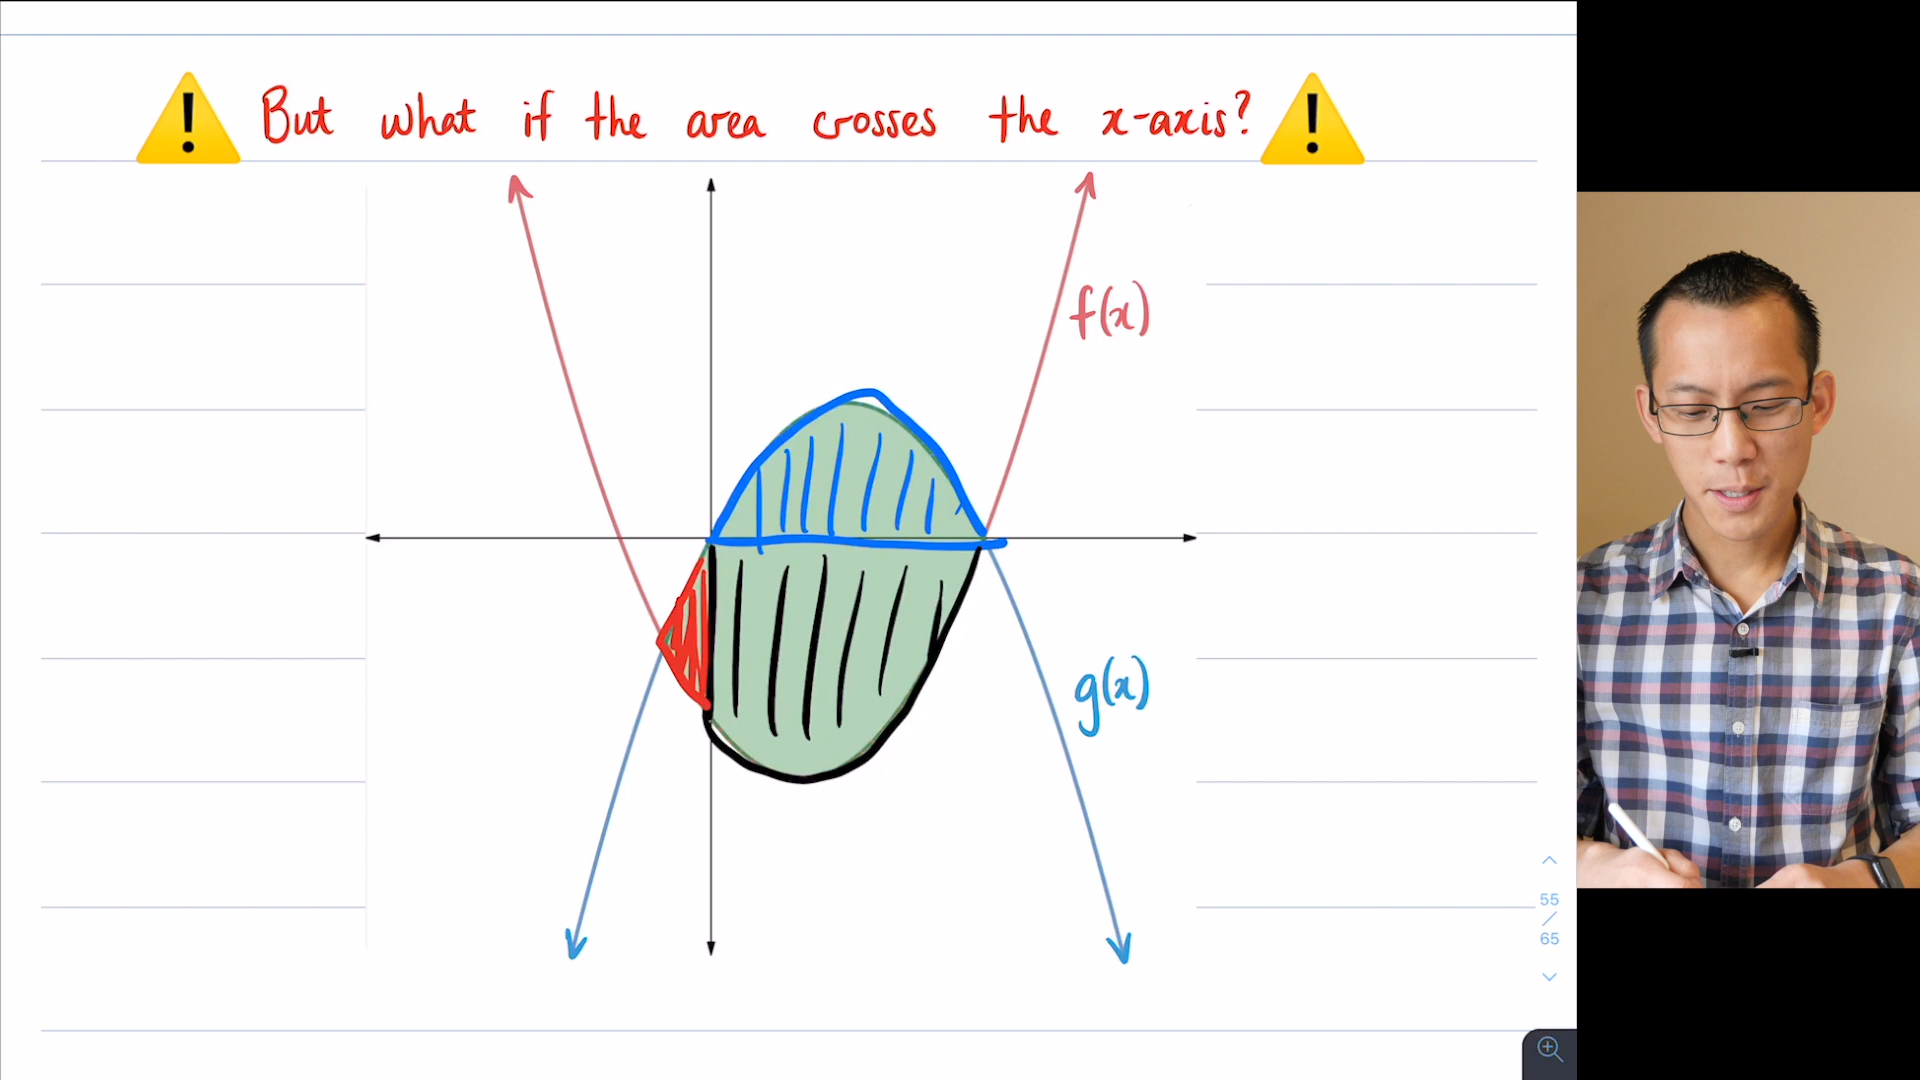 But what if the area crosses the x-axis?
f(x)
g(x)
55
65